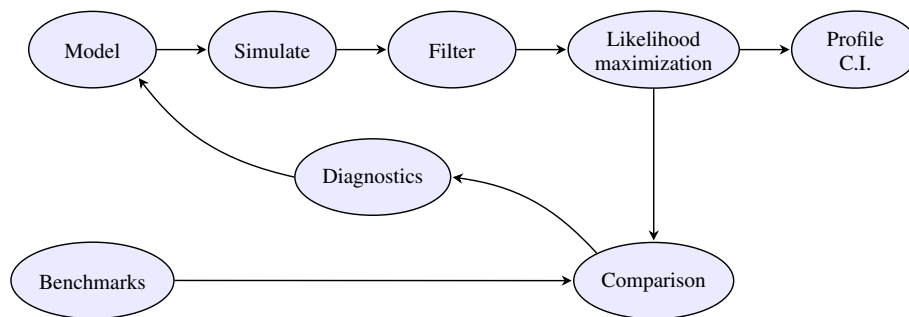 Model
Simulate
Filter
Likelihood
maximization
Profile
C.I.
Diagnostics
Benchmarks
Comparison